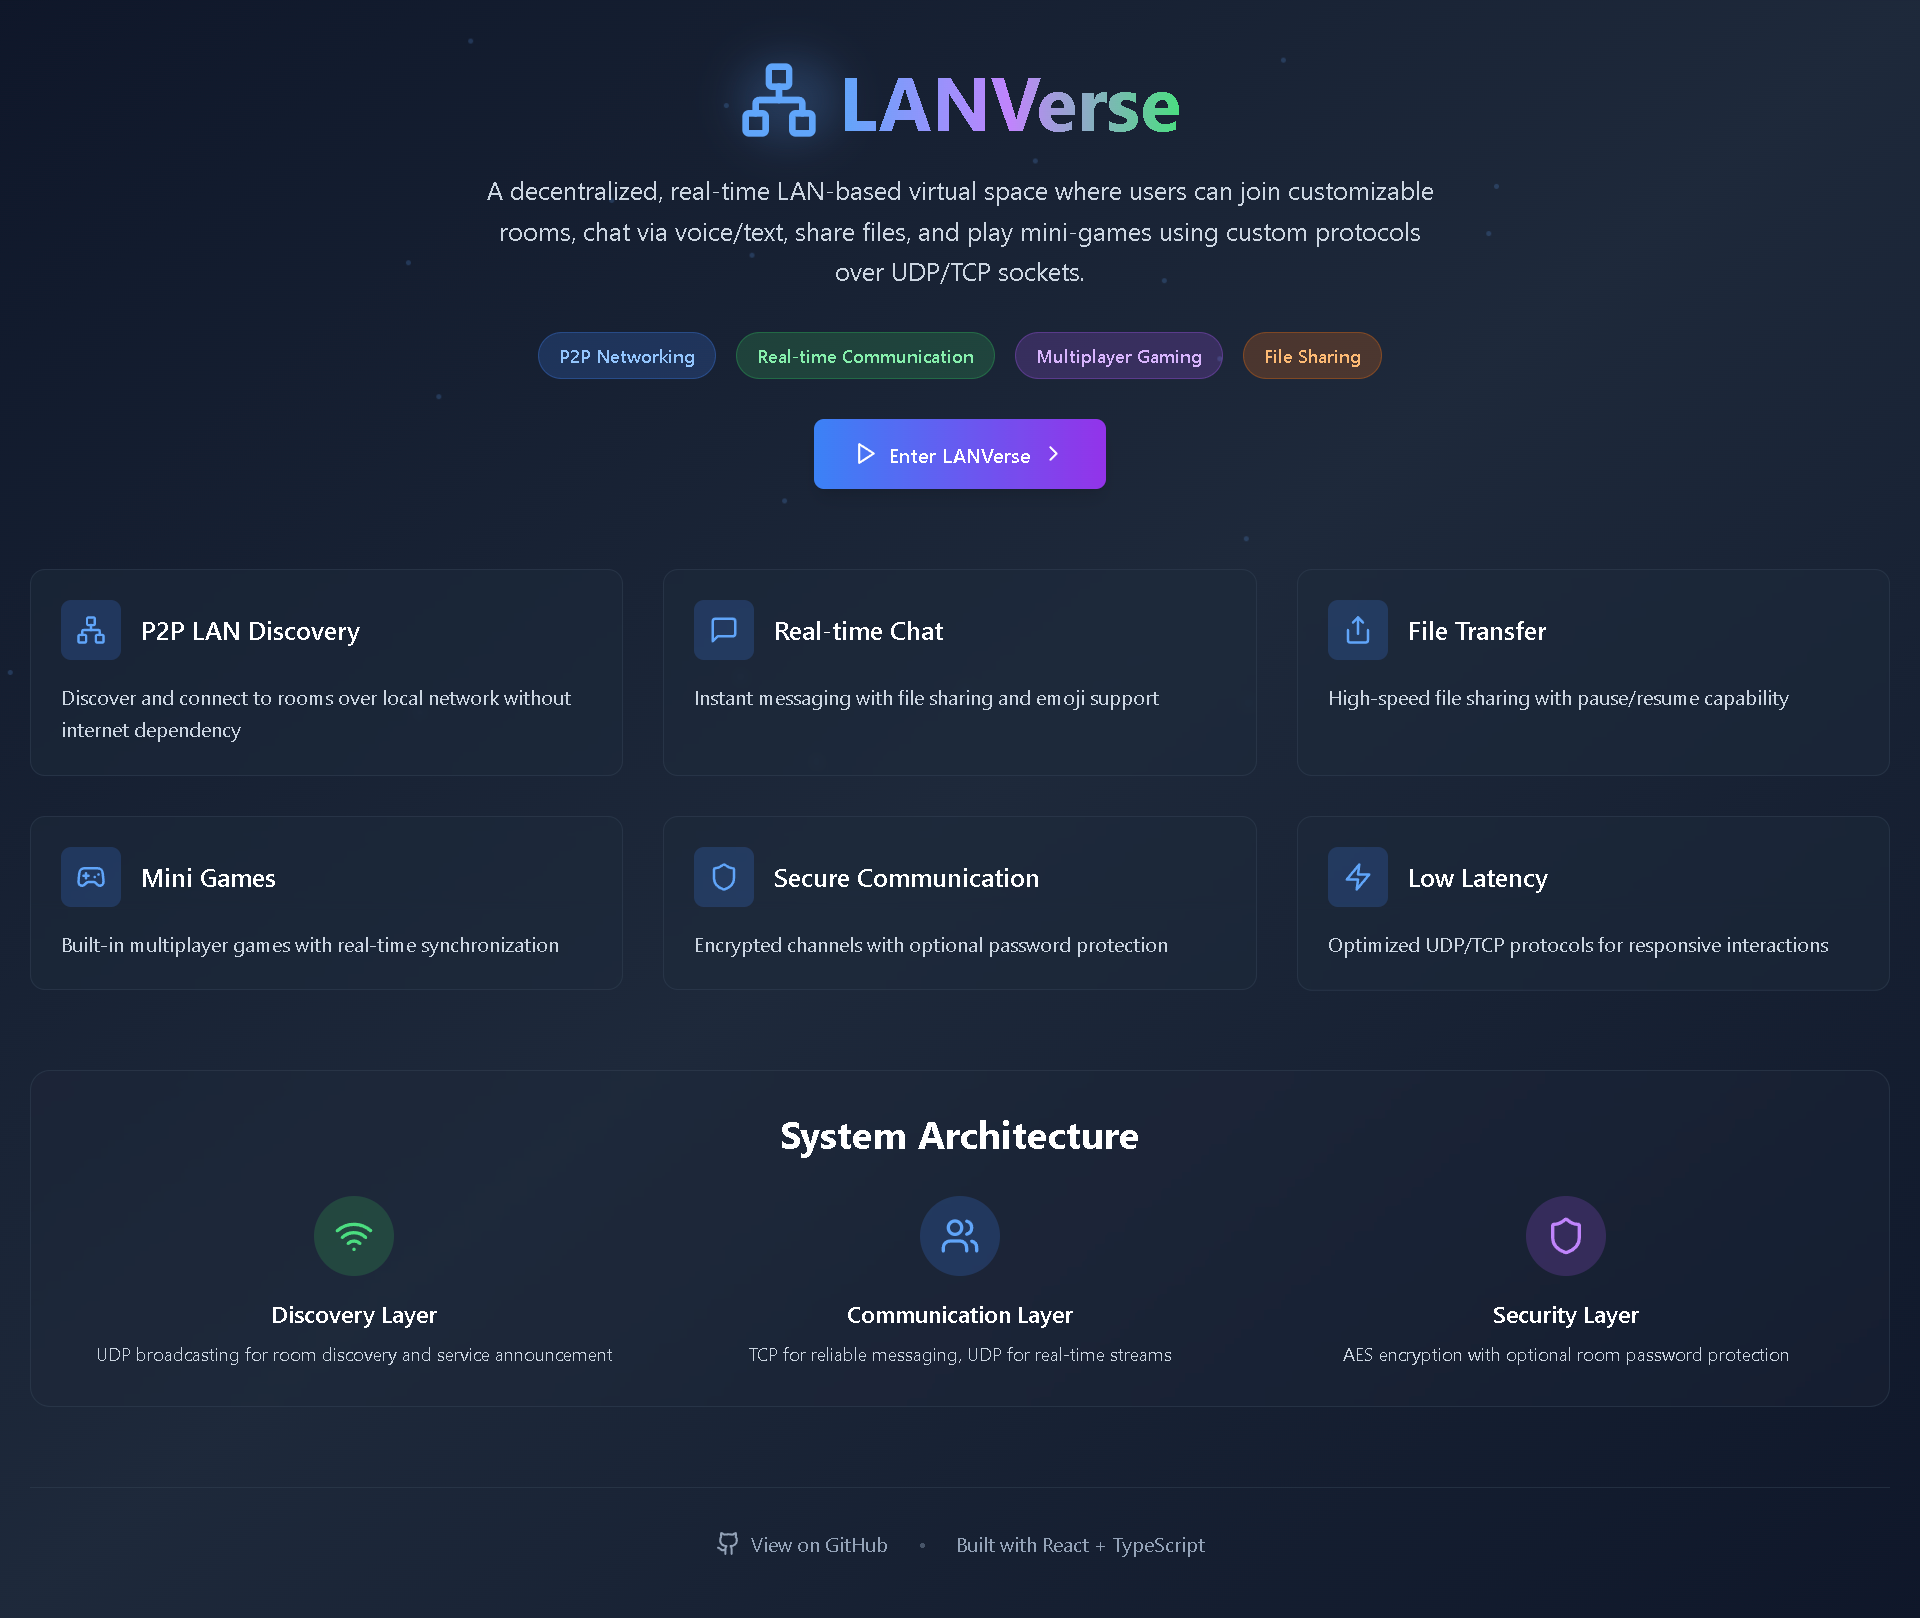 LANVerse
A decentralized, real-time LAN-based virtual space where users can join customizable
rooms, chat via voice/text, share files, and play mini-games using custom protocols
over UDP/TCP sockets.
P2P Networking
Real-time Communication
Multiplayer Gaming
File Sharing
Enter LANVerse
P2P LAN Discovery
Discover and connect to rooms over local network without
internet dependency
Real-time Chat
Instant messaging with file sharing and emoji support
File Transfer
High-speed file sharing with pause/resume capability
Mini Games
Built-in multiplayer games with real-time synchronization
Secure Communication
Encrypted channels with optional password protection
Low Latency
Optimized UDP/TCP protocols for responsive interactions
System Architecture
Discovery Layer
UDP broadcasting for room discovery and service announcement
Communication Layer
TCP for reliable messaging, UDP for real-time streams
Security Layer
AES encryption with optional room password protection
View on GitHub • Built with React + TypeScript